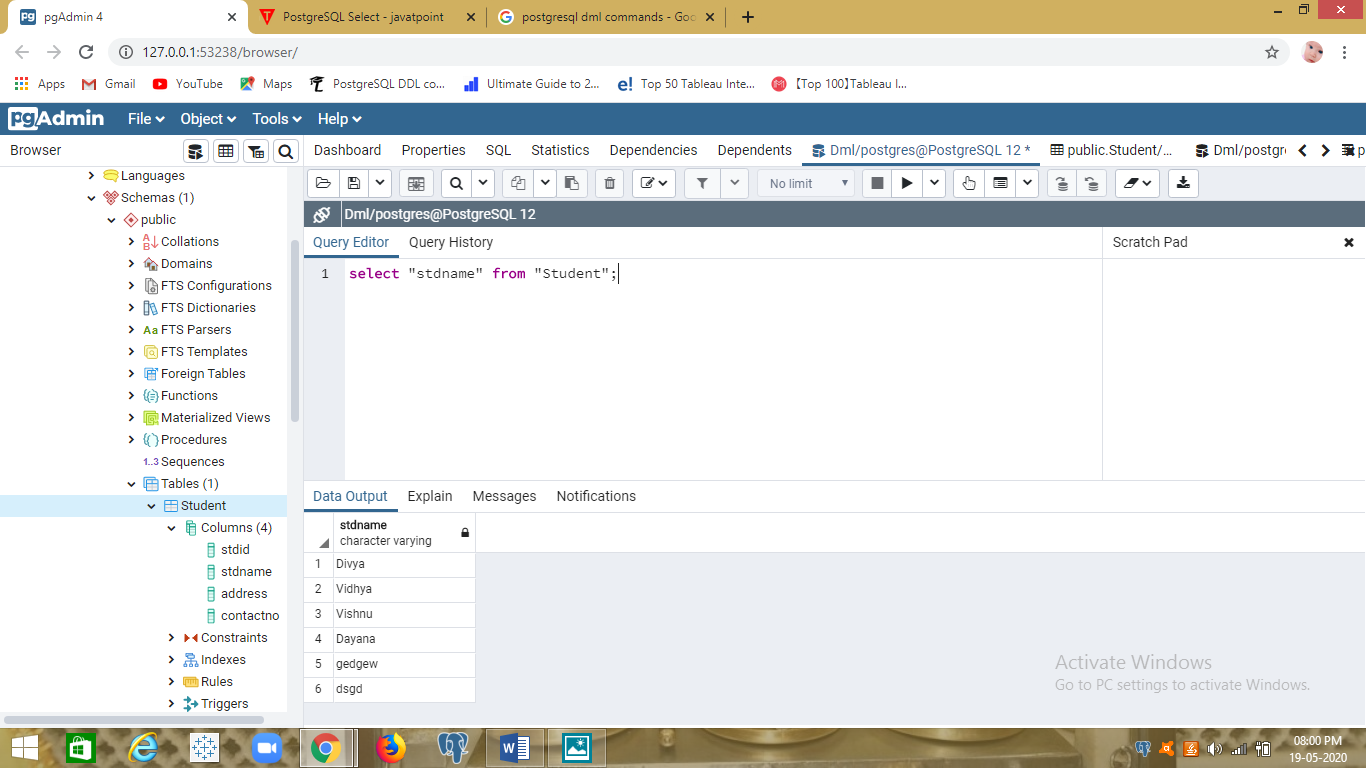 pgAdmin 4
PostgreSQL Select - javatpoint
postgresql dml commands - Goo
127.0.0.1:53238/browser/
Apps
Gmail
YouTube
Maps
PostgreSQL DDL co...
Ultimate Guide to 2...
Top 50 Tableau Inte...
【Top 100】Tableau I...
pgAdmin
File
Object
Tools
Help
Browser
Dashboard
Properties
SQL
Statistics
Dependencies
Dependents
Dml/postgres@PostgreSQL 12 *
public.Student/...
Dml/postgr
p
No limit
Dml/postgres@PostgreSQL 12
Query Editor
Query History
Scratch Pad
1 select "stdname" from "Student";
Languages
Schemas (1)
public
Collations
Domains
FTS Configurations
FTS Dictionaries
Aa FTS Parsers
FTS Templates
Foreign Tables
Functions
Materialized Views
Procedures
1..3 Sequences
Tables (1)
Student
Columns (4)
stdid
stdname
address
contactno
Constraints
Indexes
Rules
Triggers
Data Output
Explain
Messages
Notifications
stdname
character varying
1 Divya
2 Vidhya
3 Vishnu
4 Dayana
5 gedgew
6 dsgd
Activate Windows
Go to PC settings to activate Windows.
08:00 PM
19-05-2020